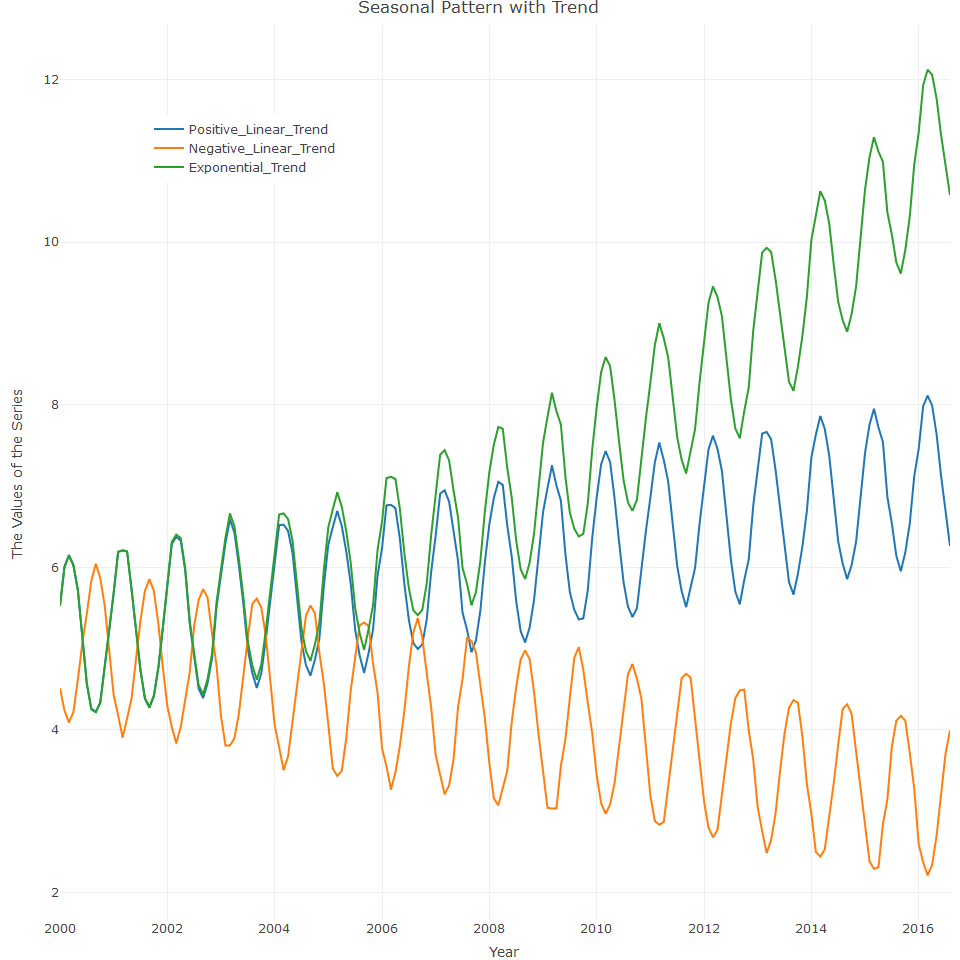 Seasonal Pattern with Trend
12
10
8
6
4
2
The Values of the Series
Positive_Linear_Trend
Negative_Linear_Trend
Exponential_Trend
2000 2002 2004 2006 2008 2010 2012 2014 2016
Year